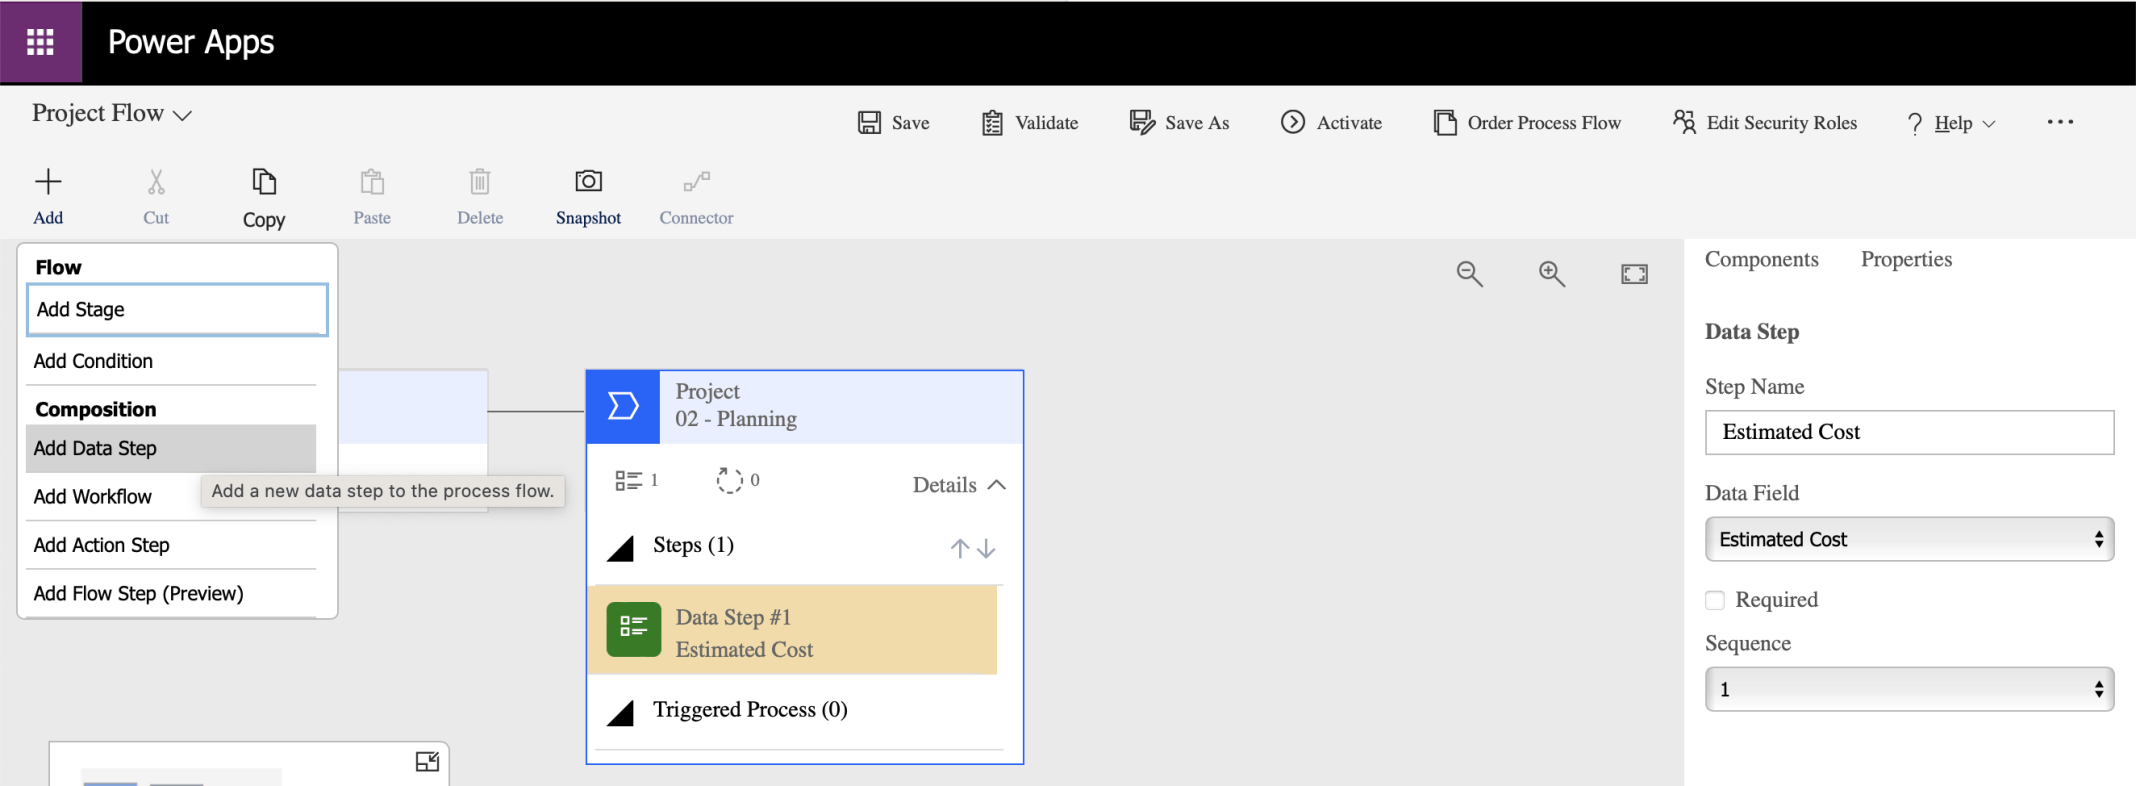 Power Apps
Project Flow
Save
Validate
Save As
Activate
Order Process Flow
Edit Security Roles
? Help
Add
Cut
Copy
Paste
Delete
Snapshot
Connector
Flow
Add Stage
Add Condition
Composition
Add Data Step
Add Workflow
Add a new data step to the process flow.
Add Action Step
Add Flow Step (Preview)
Project
02 - Planning
1
0
Details
Steps (1)
Data Step #1
Estimated Cost
Triggered Process (0)
Components
Properties
Data Step
Step Name
Estimated Cost
Data Field
Estimated Cost
Required
Sequence
1